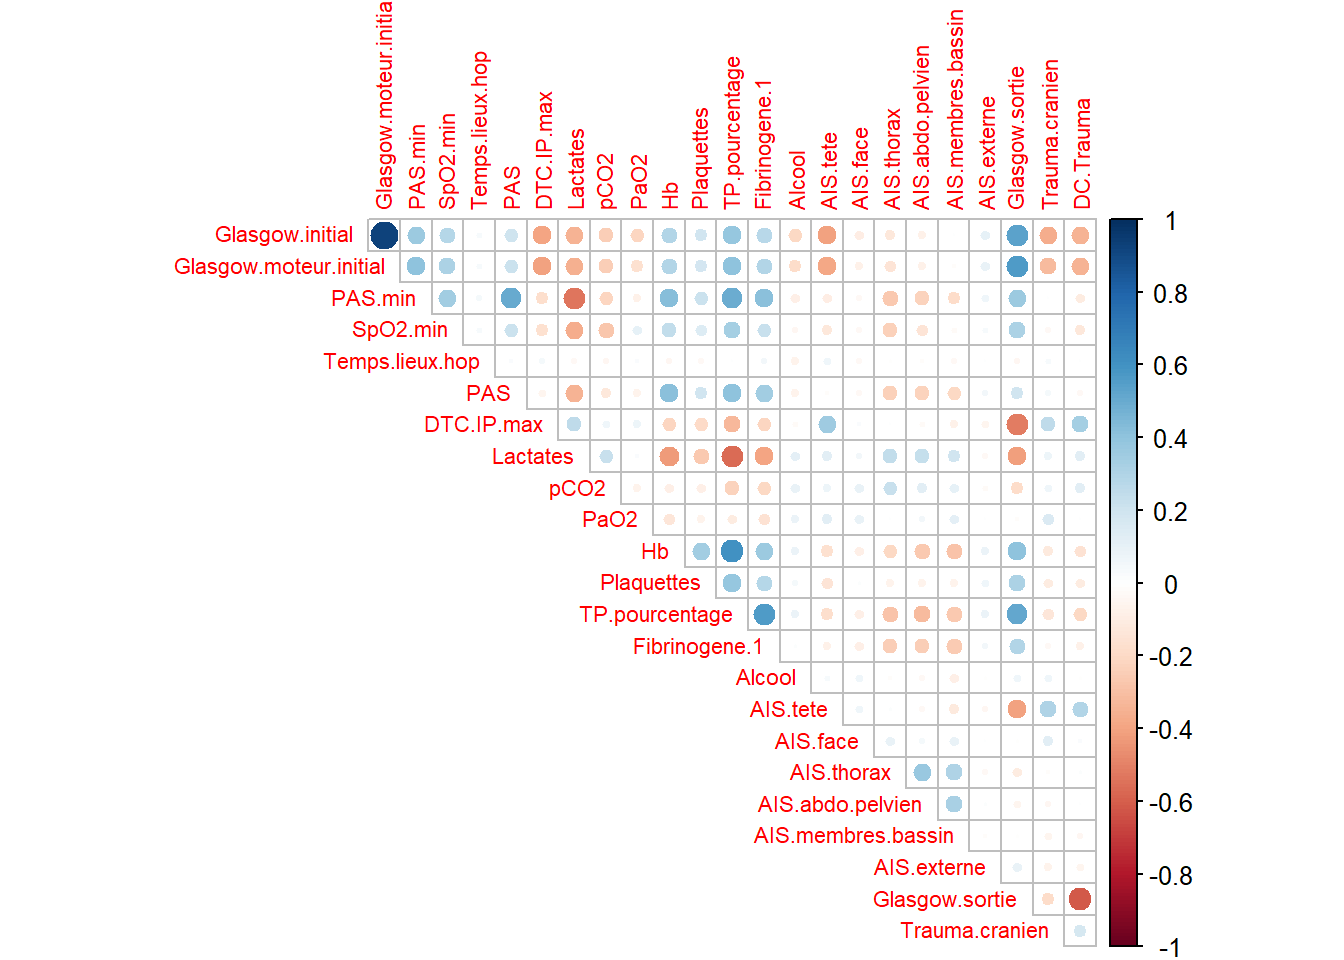 Glasgow.moteur.initial
PAS.min
SpO2.min
Temps.lieux.hop
PAS
DTC.IP.max
Lactates
pCO2
PaO2
Hb
Plaquettes
TP.pourcentage
Fibrinogene.1
Alcool
AIS.tete
AIS.face
AIS.thorax
AIS.abdo.pelvien
AIS.membres.bassin
AIS.externe
Glasgow.sortie
Trauma.cranien
DC.Trauma
Glasgow.initial
Glasgow.moteur.initial
PAS.min
SpO2.min
Temps.lieux.hop
PAS
DTC.IP.max
Lactates
pCO2
PaO2
Hb
Plaquettes
TP.pourcentage
Fibrinogene.1
Alcool
AIS.tete
AIS.face
AIS.thorax
AIS.abdo.pelvien
AIS.membres.bassin
AIS.externe
Glasgow.sortie
Trauma.cranien
1
0.8
0.6
0.4
0.2
0
-0.2
-0.4
-0.6
-0.8
-1